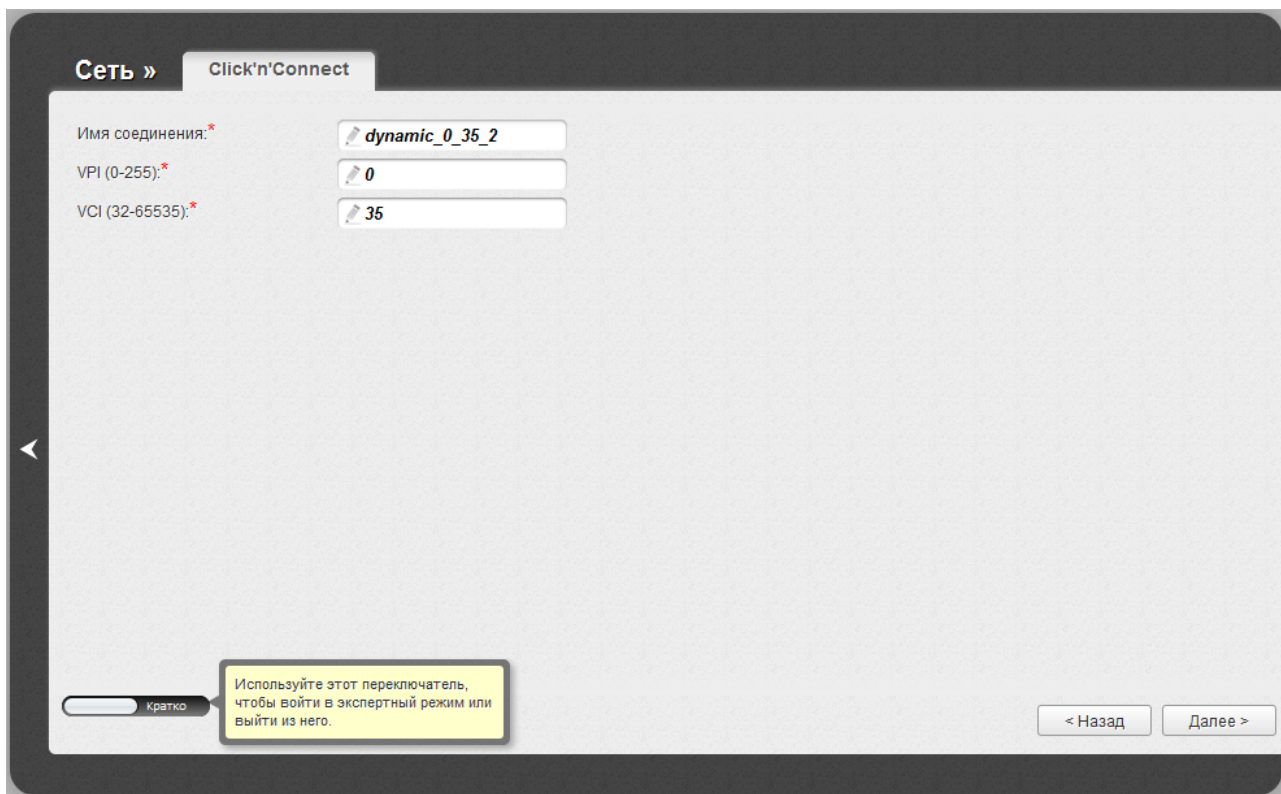 Сеть »
Click'n'Connect
Имя соединения:*
dynamic_0_35_2
VPI (0-255):*
0
VCI (32-65535):*
35
Кратко
Используйте этот переключатель,
чтобы войти в экспертный режим или
выйти из него.
< Назад
Далее >